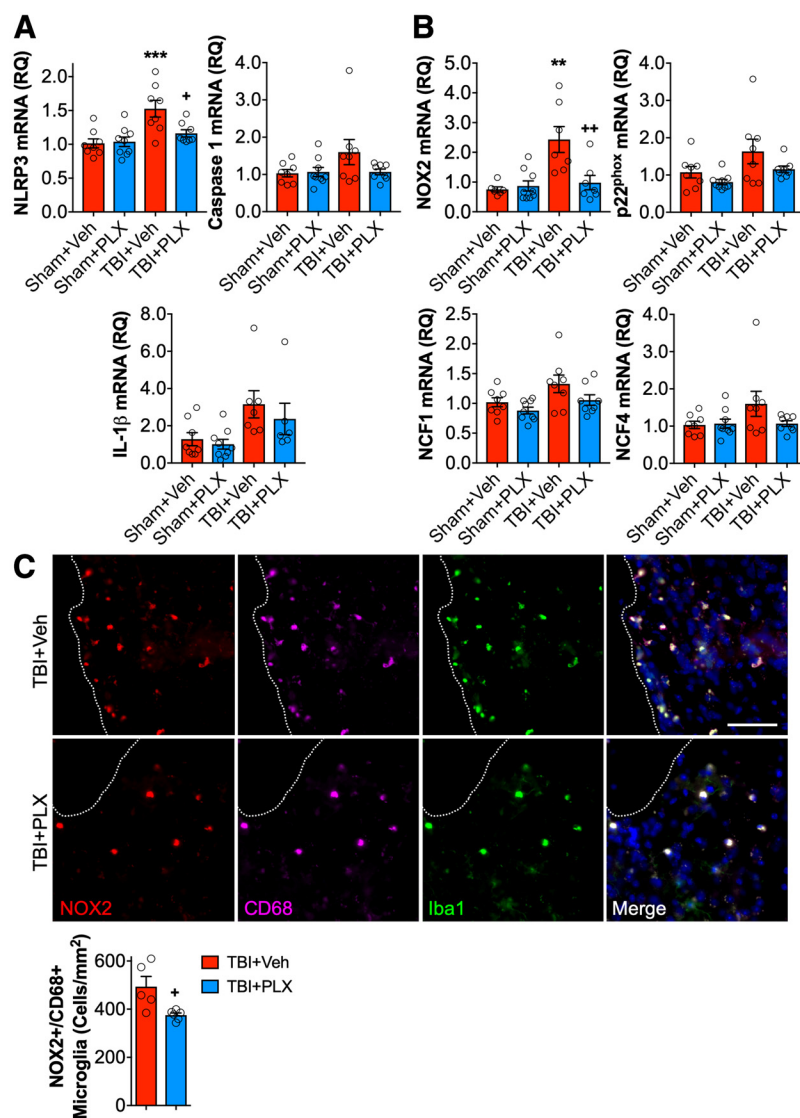 A
B
NLRP3 mRNA (RQ)
2.0
1.5
1.0
0.5
0.0
***
+
Sham+Veh
Sham+PLX
TBI+Veh
TBI+PLX
Caspase 1 mRNA (RQ)
4.0
3.0
2.0
1.0
0.0
Sham+Veh
Sham+PLX
TBI+Veh
TBI+PLX
NOX2 mRNA (RQ)
5.0
4.0
3.0
2.0
1.0
0.0
**
++
Sham+Veh
Sham+PLX
TBI+Veh
TBI+PLX
p22phox mRNA (RQ)
4.0
3.0
2.0
1.0
0.0
Sham+Veh
Sham+PLX
TBI+Veh
TBI+PLX
IL-1β mRNA (RQ)
8.0
6.0
4.0
2.0
0.0
Sham+Veh
Sham+PLX
TBI+Veh
TBI+PLX
NCF1 mRNA (RQ)
2.5
2.0
1.5
1.0
0.5
0.0
Sham+Veh
Sham+PLX
TBI+Veh
TBI+PLX
NCF4 mRNA (RQ)
4.0
3.0
2.0
1.0
0.0
Sham+Veh
Sham+PLX
TBI+Veh
TBI+PLX
C
TBI+Veh
TBI+PLX
NOX2
CD68
Iba1
Merge
NOX2+/CD68+
Microglia (Cells/mm²)
600
400
200
0
+
TBI+Veh
TBI+PLX